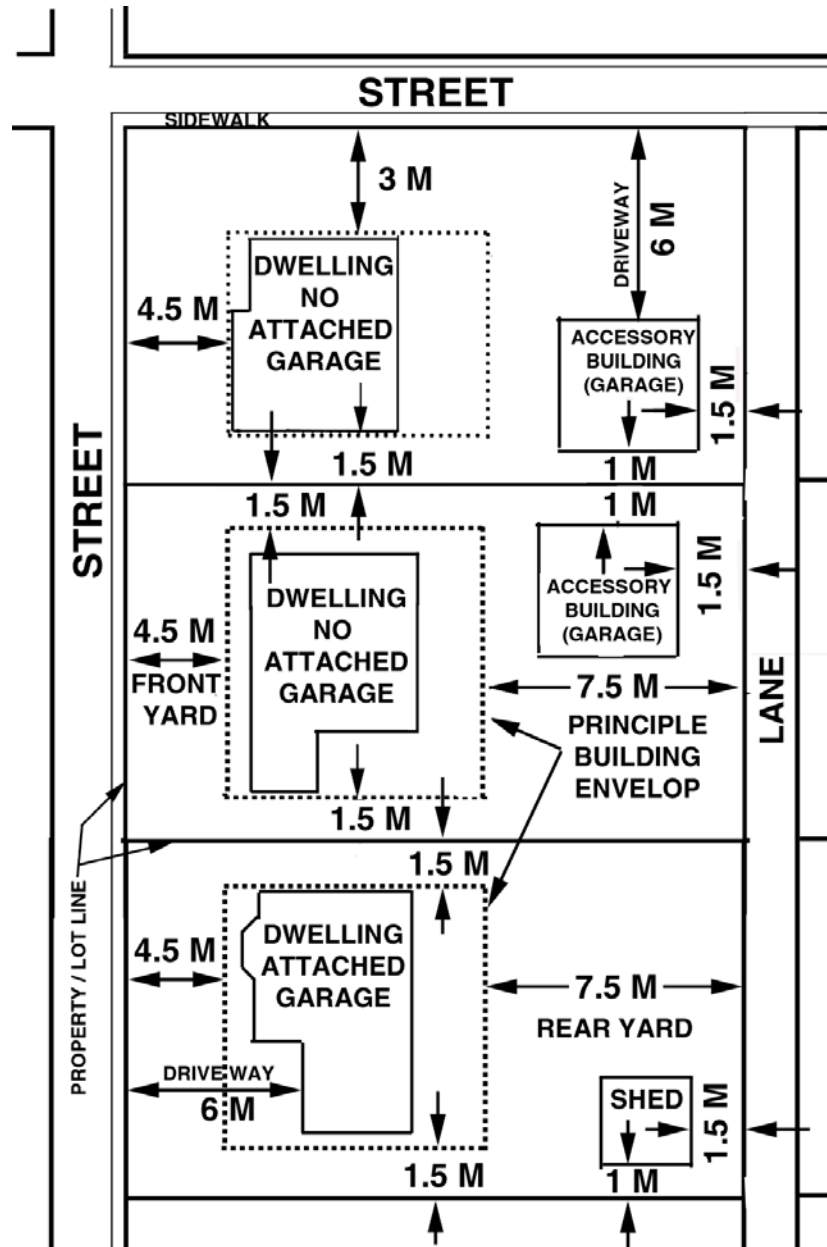 STREET
SIDEWALK
3 M
DRIVEWAY
6 M
DWELLING
NO
ATTACHED
GARAGE
4.5 M
ACCESSORY
BUILDING
(GARAGE)
1.5 M
STREET
1.5 M
1 M
1.5 M
1 M
DWELLING
NO
ATTACHED
GARAGE
ACCESSORY
BUILDING
(GARAGE)
1.5 M
4.5 M
FRONT
YARD
7.5 M
LANE
PRINCIPLE
BUILDING
ENVELOP
1.5 M
1.5 M
PROPERTY / LOT LINE
4.5 M
DWELLING
ATTACHED
GARAGE
7.5 M
REAR YARD
DRIVE WAY
6 M
SHED
1.5 M
1.5 M
1 M